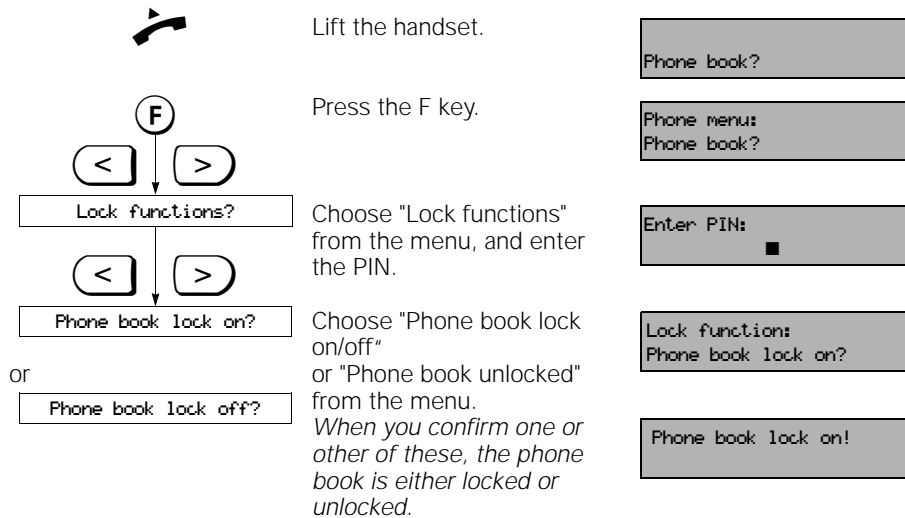 Lift the handset.
Phone book?
F
Press the F key.
Phone menu:
Phone book?
< >
Lock functions?
Choose "Lock functions"
from the menu, and enter
the PIN.
Enter PIN:
< >
Phone book lock on?
Choose "Phone book lock
on/off“
or "Phone book unlocked"
from the menu.
When you confirm one or
other of these, the phone
book is either locked or
unlocked.
Lock function:
Phone book lock on?
or
Phone book lock off?
Phone book lock on!